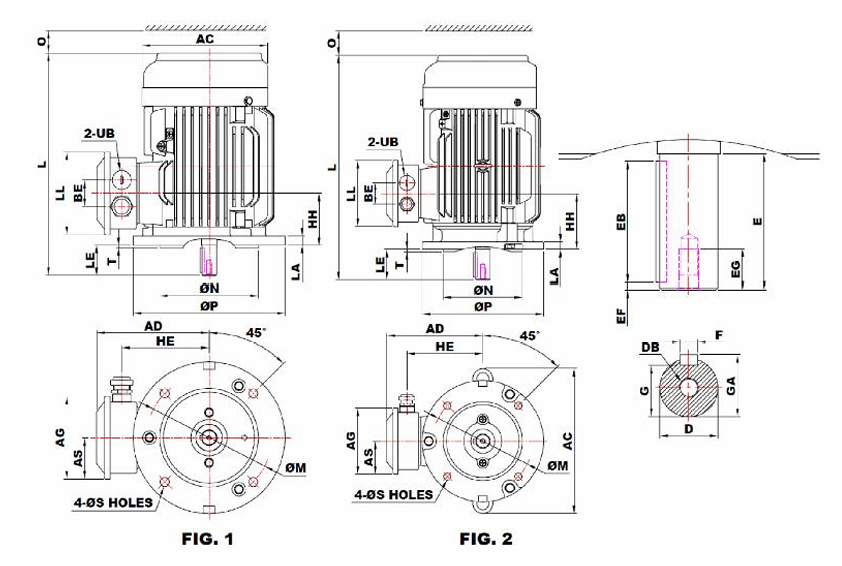 O
AC
2-UB
L
LL
BE
HH
LE
T
LA
ØN
ØP
AD
HE
45°
AG
AS
ØM
4-ØS HOLES
FIG. 1
O
2-UB
L
LL
BE
HH
LE
T
LA
ØN
ØP
AD
HE
45°
AG
AS
AC
ØM
4-ØS HOLES
FIG. 2
EB
E
EG
EF
F
DB
G
GA
D